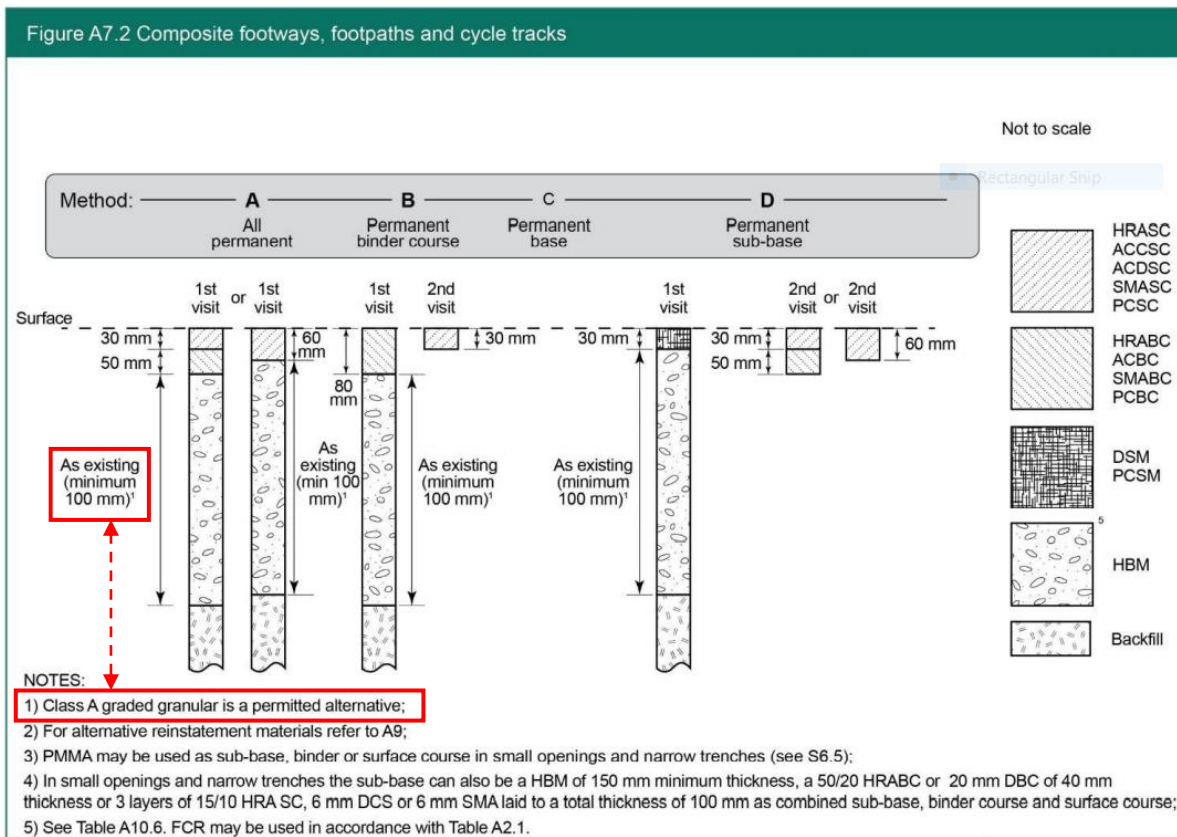 Figure A7.2 Composite footways, footpaths and cycle tracks
Not to scale
Rectangular Snip
Method: A B C D
All permanent
Permanent binder course
Permanent base
Permanent sub-base
1st visit or 1st visit
1st visit
2nd visit
1st visit
2nd visit or 2nd visit
Surface
30 mm
50 mm
60 mm
80 mm
30 mm
30 mm
30 mm
50 mm
60 mm
As existing (minimum 100 mm)¹
As existing (min 100 mm)¹
As existing (minimum 100 mm)¹
As existing (minimum 100 mm)¹
HRASC
ACCSC
ACDSC
SMASC
PCSC
HRABC
ACBC
SMABC
PCBC
DSM
PCSM
5
HBM
Backfill
NOTES:
1) Class A graded granular is a permitted alternative;
2) For alternative reinstatement materials refer to A9;
3) PMMA may be used as sub-base, binder or surface course in small openings and narrow trenches (see S6.5);
4) In small openings and narrow trenches the sub-base can also be a HBM of 150 mm minimum thickness, a 50/20 HRABC or 20 mm DBC of 40 mm
thickness or 3 layers of 15/10 HRA SC, 6 mm DCS or 6 mm SMA laid to a total thickness of 100 mm as combined sub-base, binder course and surface course;
5) See Table A10.6. FCR may be used in accordance with Table A2.1.